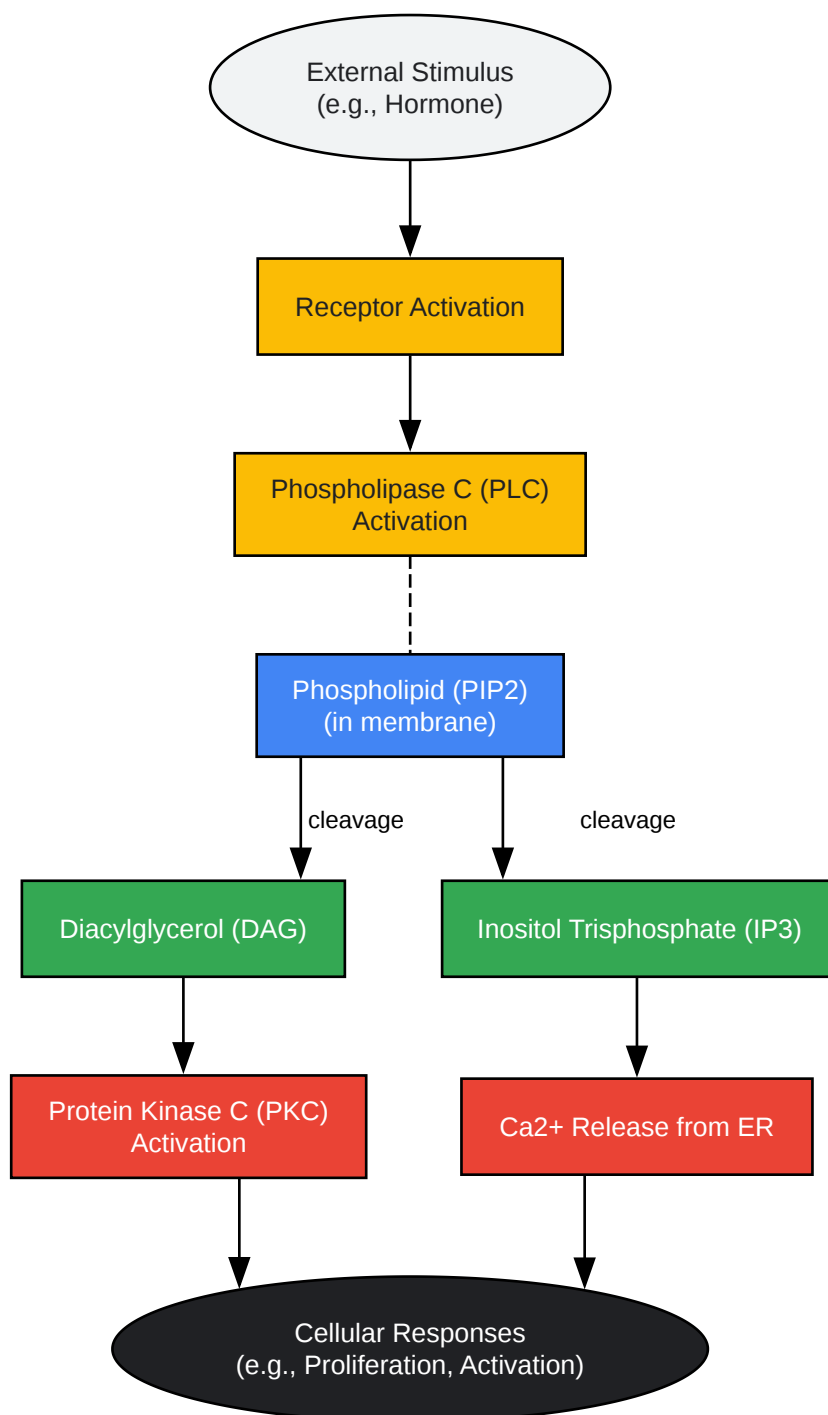 External Stimulus
(e.g., Hormone)
Receptor Activation
Phospholipase C (PLC)
Activation
Phospholipid (PIP2)
(in membrane)
cleavage
cleavage
Diacylglycerol (DAG)
Inositol Trisphosphate (IP3)
Protein Kinase C (PKC)
Activation
Ca2+ Release from ER
Cellular Responses
(e.g., Proliferation, Activation)